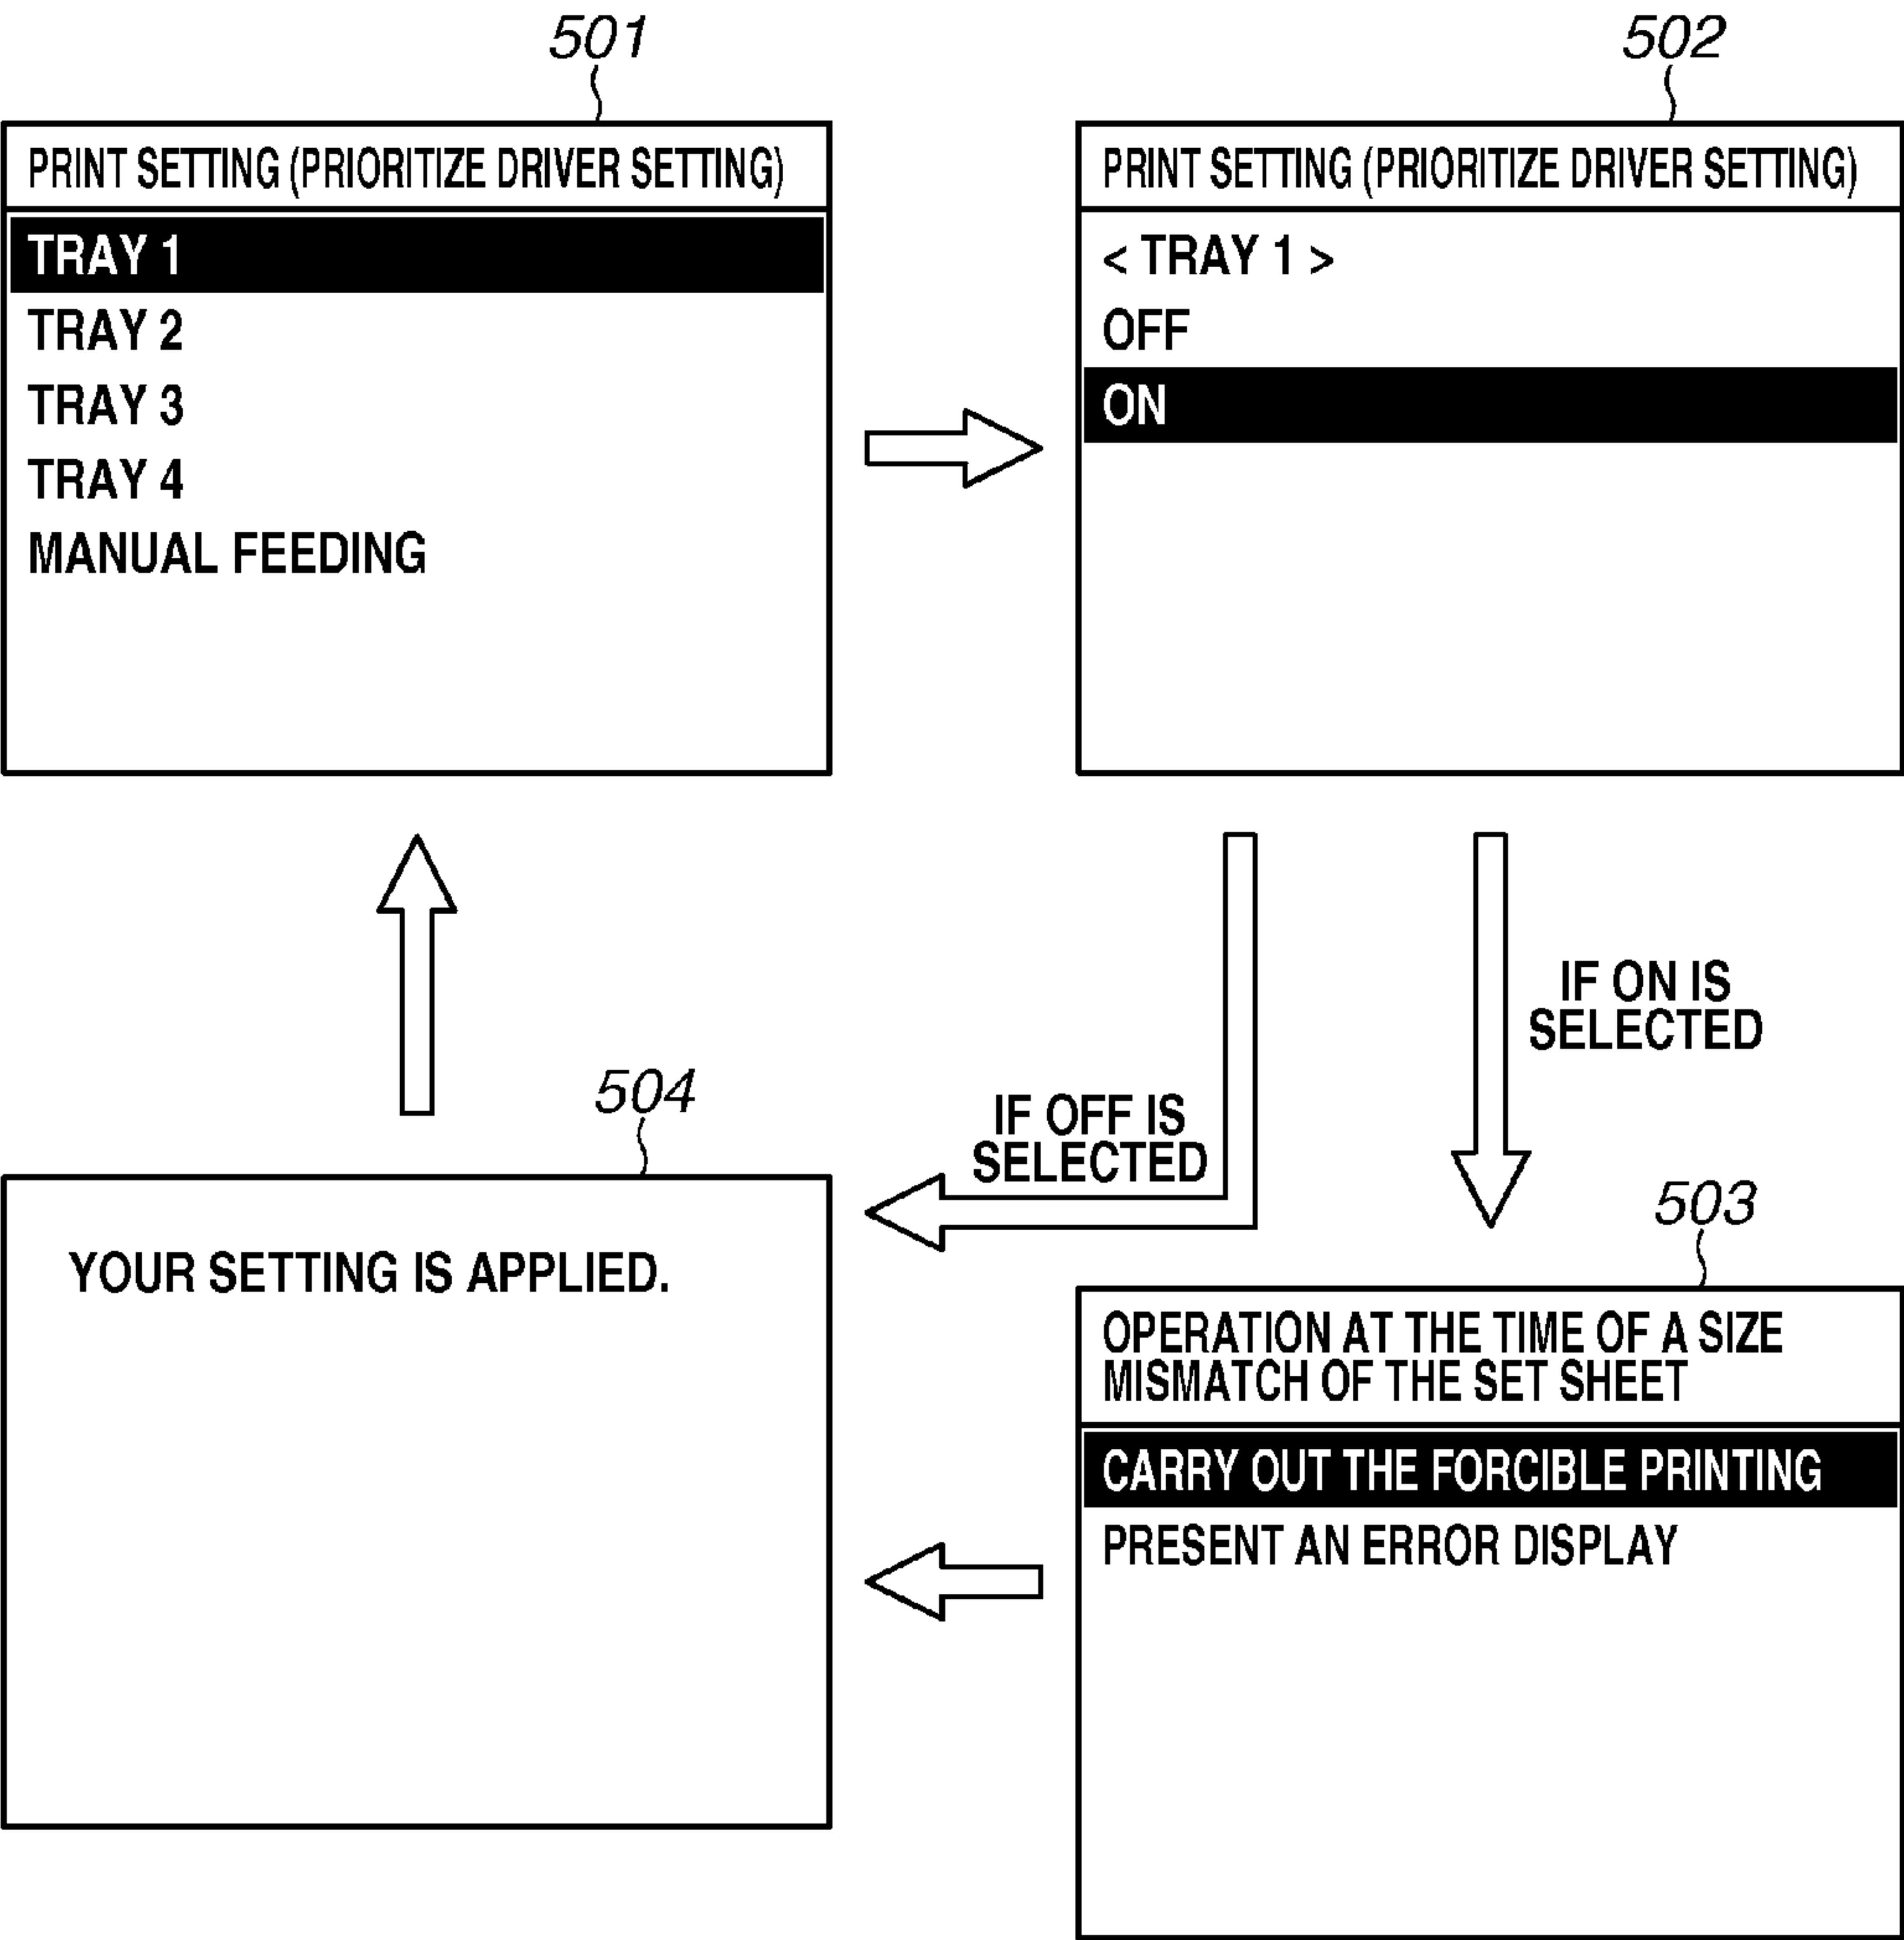 501
PRINT SETTING (PRIORITIZE DRIVER SETTING)
TRAY 1
TRAY 2
TRAY 3
TRAY 4
MANUAL FEEDING
502
PRINT SETTING (PRIORITIZE DRIVER SETTING)
< TRAY 1 >
OFF
ON
IF ON IS
SELECTED
IF OFF IS
SELECTED
503
OPERATION AT THE TIME OF A SIZE
MISMATCH OF THE SET SHEET
CARRY OUT THE FORCIBLE PRINTING
PRESENT AN ERROR DISPLAY
504
YOUR SETTING IS APPLIED.